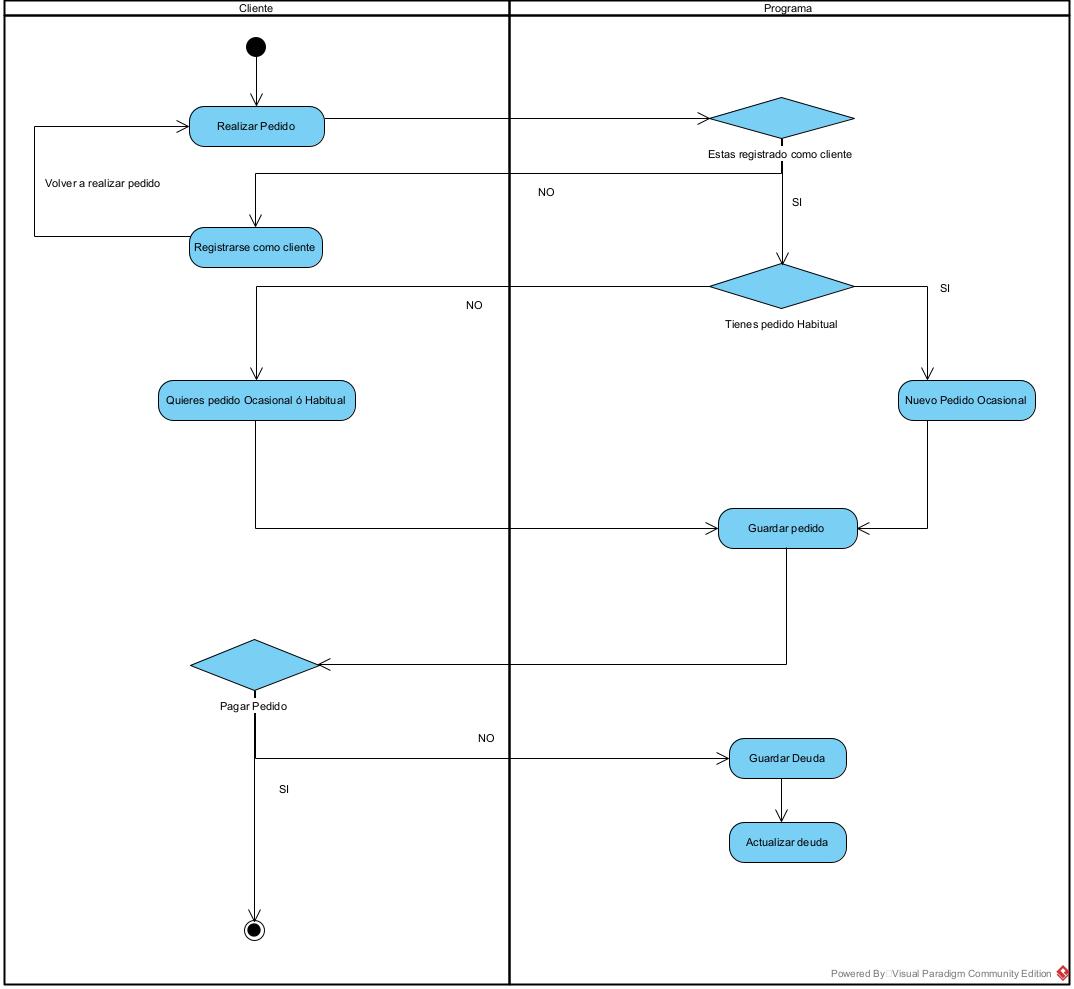 Cliente
Programa
Realizar Pedido
Estas registrado como cliente
Volver a realizar pedido
NO
SI
Registrarse como cliente
SI
NO
Tienes pedido Habitual
Quieres pedido Ocasional ó Habitual
Nuevo Pedido Ocasional
Guardar pedido
Pagar Pedido
NO
Guardar Deuda
SI
Actualizar deuda
Powered By Visual Paradigm Community Edition